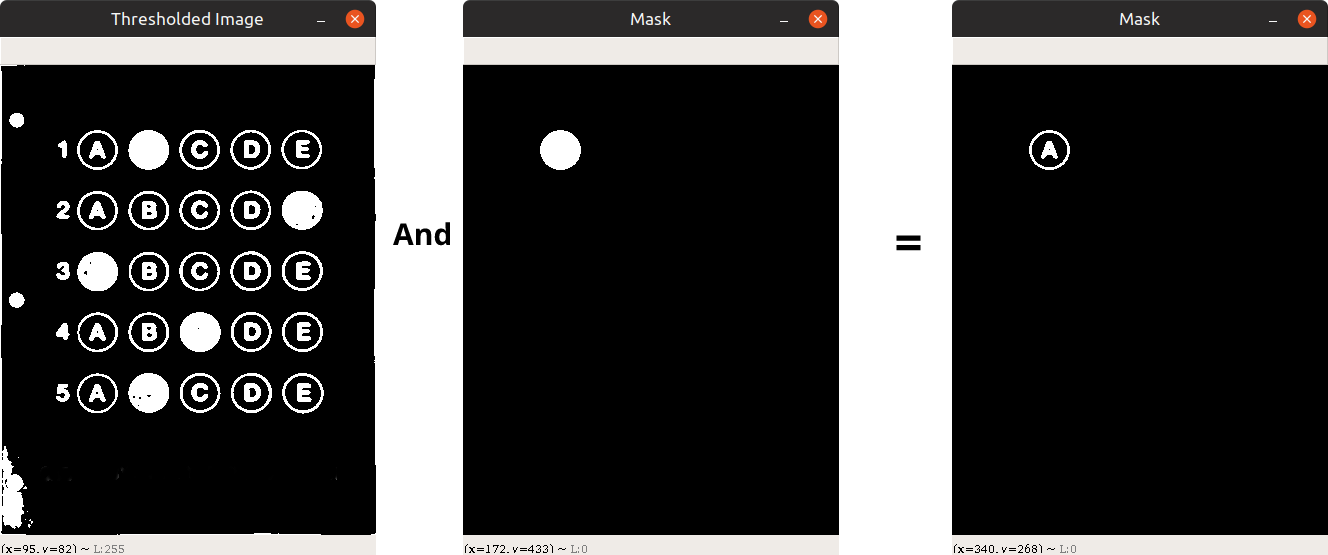 Thresholded Image
1 A C D E
2 A B C D
3 B C D E
4 A B D E
5 A C D E
(x=95, y=82) ~ L:255
And
Mask
(x=172, y=433) ~ L:0
=
Mask
A
(x=340, y=268) ~ L:0